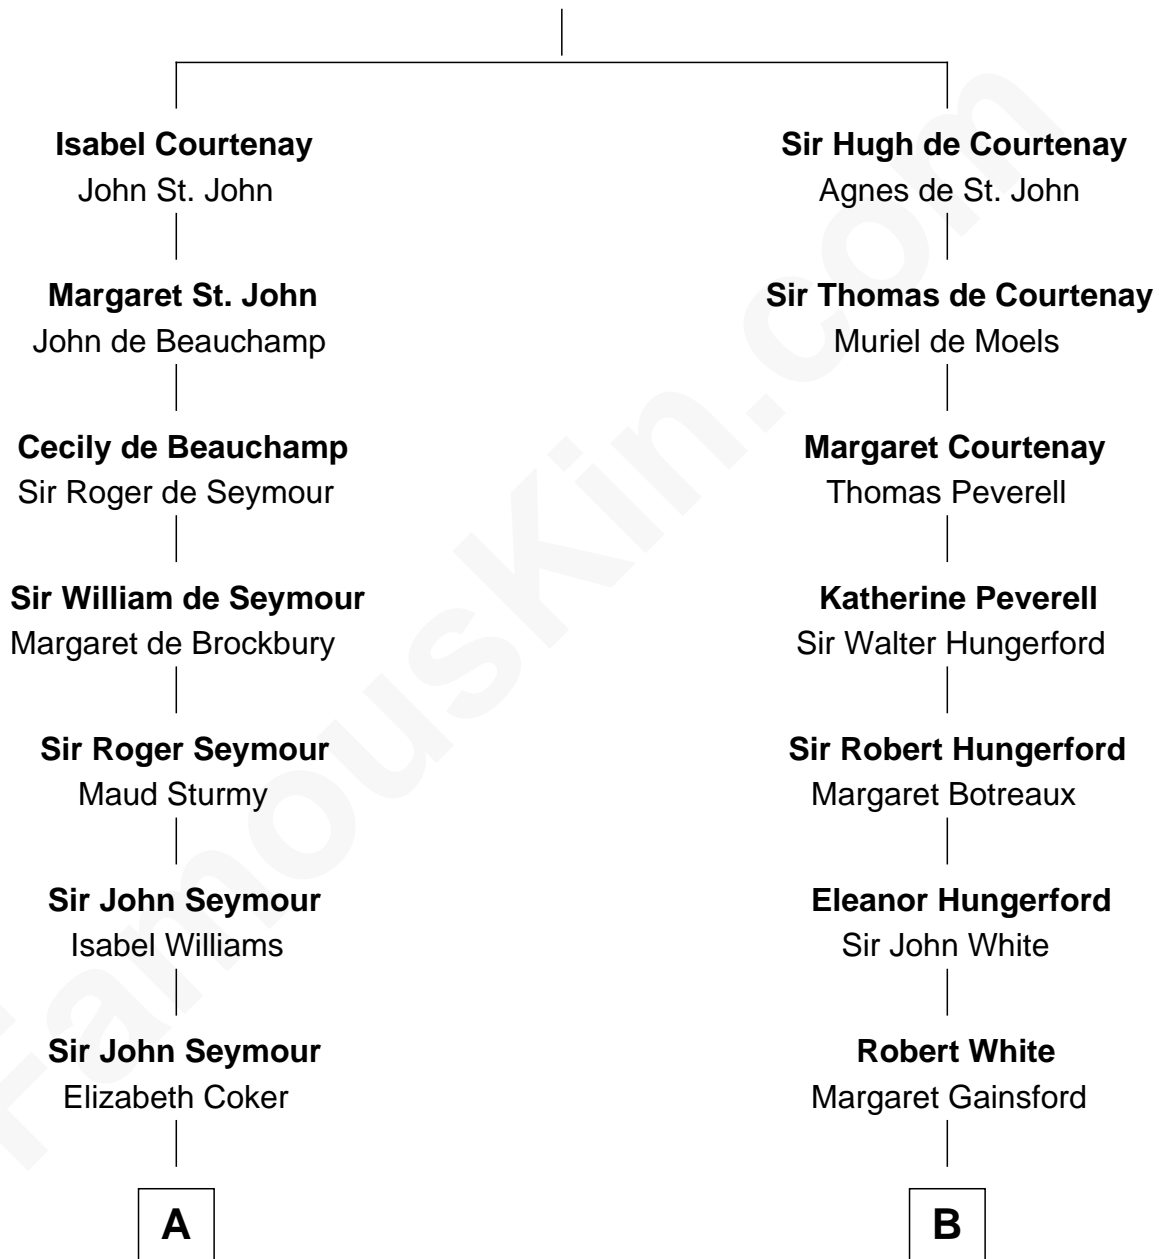 Isabel Courtenay
John St. John
Margaret St. John
John de Beauchamp
Cecily de Beauchamp
Sir Roger de Seymour
Sir William de Seymour
Margaret de Brockbury
Sir Roger Seymour
Maud Sturmy
Sir John Seymour
Isabel Williams
Sir John Seymour
Elizabeth Coker
A
Sir Hugh de Courtenay
Agnes de St. John
Sir Thomas de Courtenay
Muriel de Moels
Margaret Courtenay
Thomas Peverell
Katherine Peverell
Sir Walter Hungerford
Sir Robert Hungerford
Margaret Botreaux
Eleanor Hungerford
Sir John White
Robert White
Margaret Gainsford
B
FamousKin.com